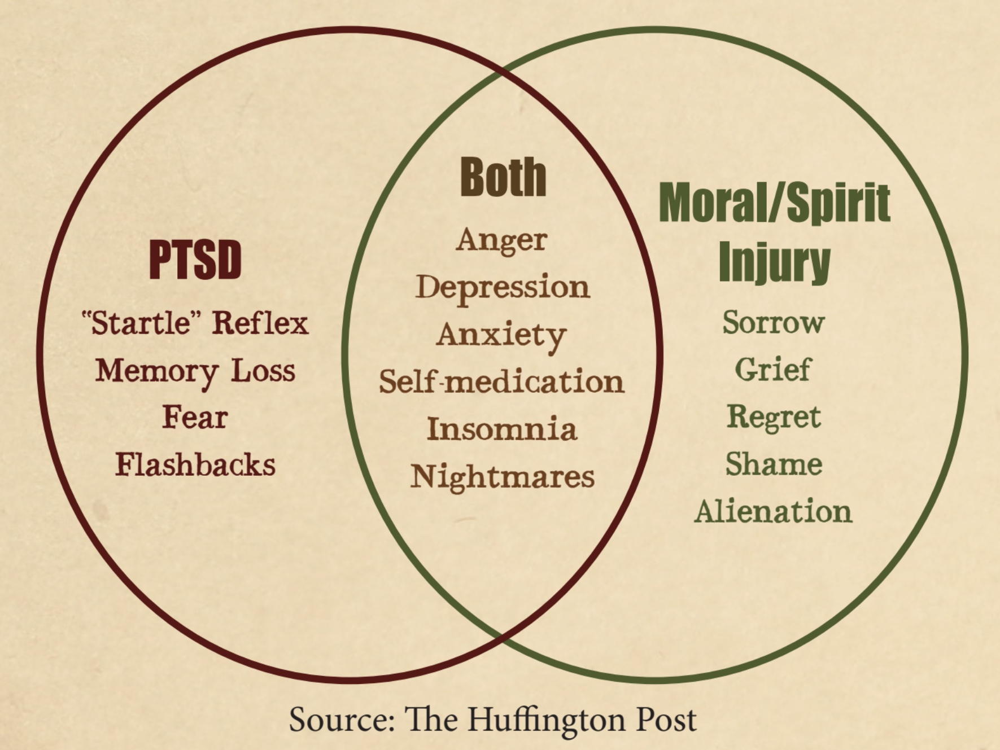 PTSD
“Startle” Reflex
Memory Loss
Fear
Flashbacks
Both
Anger
Depression
Anxiety
Self-medication
Insomnia
Nightmares
Moral/Spirit
Injury
Sorrow
Grief
Regret
Shame
Alienation
Source: The Huffington Post